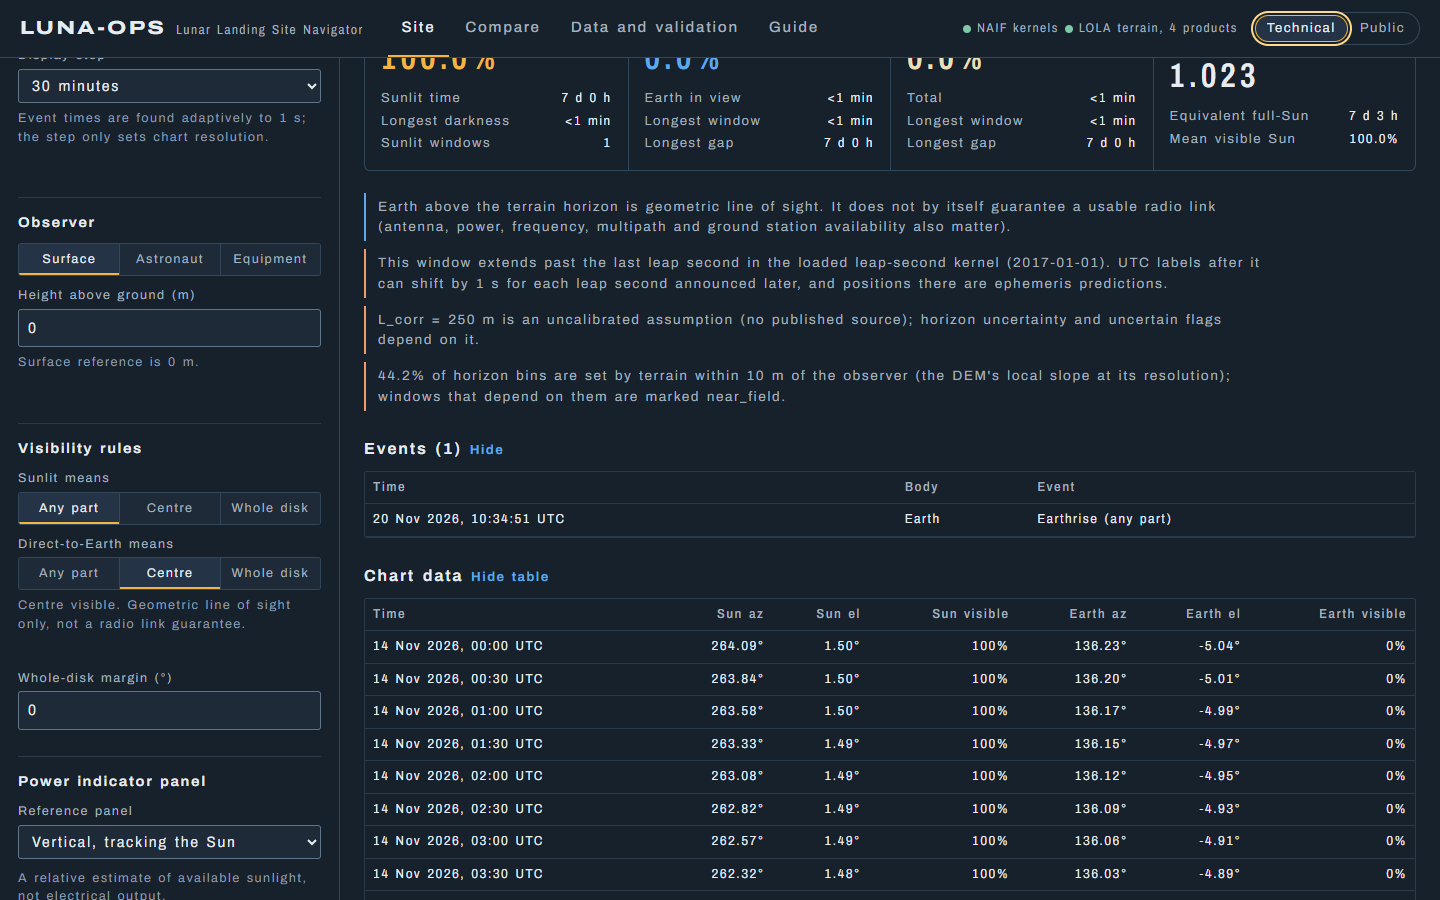 LUNA-OPS Lunar Landing Site Navigator Site Compare Data and validation Guide NAIF kernels LOLA terrain, 4 products Technical Public
30 minutes
Event times are found adaptively to 1 s;
the step only sets chart resolution.
Observer
Surface Astronaut Equipment
Height above ground (m)
0
Surface reference is 0 m.
Visibility rules
Sunlit means
Any part Centre Whole disk
Direct-to-Earth means
Any part Centre Whole disk
Centre visible. Geometric line of sight
only, not a radio link guarantee.
Whole-disk margin (°)
0
Power indicator panel
Reference panel
Vertical, tracking the Sun
A relative estimate of available sunlight,
not electrical output.
100.0%
Sunlit time 7 d 0 h
Longest darkness <1 min
Sunlit windows 1
0.0%
Earth in view <1 min
Longest window <1 min
Longest gap 7 d 0 h
0.0%
Total <1 min
Longest window <1 min
Longest gap 7 d 0 h
1.023
Equivalent full-Sun 7 d 3 h
Mean visible Sun 100.0%
Earth above the terrain horizon is geometric line of sight. It does not by itself guarantee a usable radio link
(antenna, power, frequency, multipath and ground station availability also matter).
This window extends past the last leap second in the loaded leap-second kernel (2017-01-01). UTC labels after it
can shift by 1 s for each leap second announced later, and positions there are ephemeris predictions.
L_corr = 250 m is an uncalibrated assumption (no published source); horizon uncertainty and uncertain flags
depend on it.
44.2% of horizon bins are set by terrain within 10 m of the observer (the DEM's local slope at its resolution);
windows that depend on them are marked near_field.
Events (1) Hide
Time Body Event
20 Nov 2026, 10:34:51 UTC Earth Earthrise (any part)
Chart data Hide table
Time Sun az Sun el Sun visible Earth az Earth el Earth visible
14 Nov 2026, 00:00 UTC 264.09° 1.50° 100% 136.23° -5.04° 0%
14 Nov 2026, 00:30 UTC 263.84° 1.50° 100% 136.20° -5.01° 0%
14 Nov 2026, 01:00 UTC 263.58° 1.50° 100% 136.17° -4.99° 0%
14 Nov 2026, 01:30 UTC 263.33° 1.49° 100% 136.15° -4.97° 0%
14 Nov 2026, 02:00 UTC 263.08° 1.49° 100% 136.12° -4.95° 0%
14 Nov 2026, 02:30 UTC 262.82° 1.49° 100% 136.09° -4.93° 0%
14 Nov 2026, 03:00 UTC 262.57° 1.49° 100% 136.06° -4.91° 0%
14 Nov 2026, 03:30 UTC 262.32° 1.48° 100% 136.03° -4.89° 0%